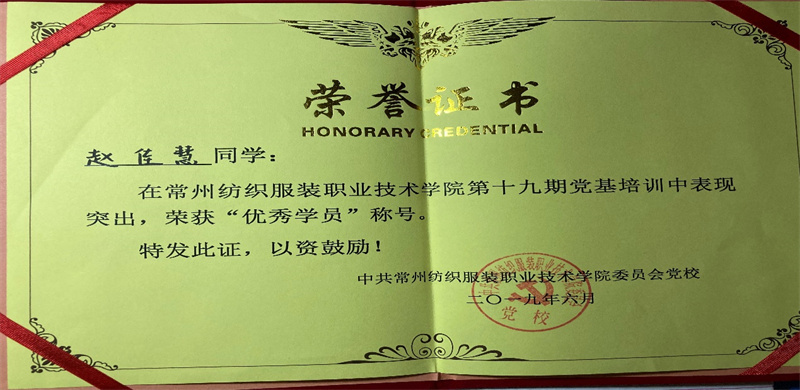 荣誉证书
HONORARY CREDENTIAL
赵佳慧同学：
在常州纺织服装职业技术学院第十九期党基培训中表现
突出，荣获“优秀学员”称号。
特发此证，以资鼓励！
中共常州纺织服装职业技术学院委员会党校
二〇一九年六月
党校